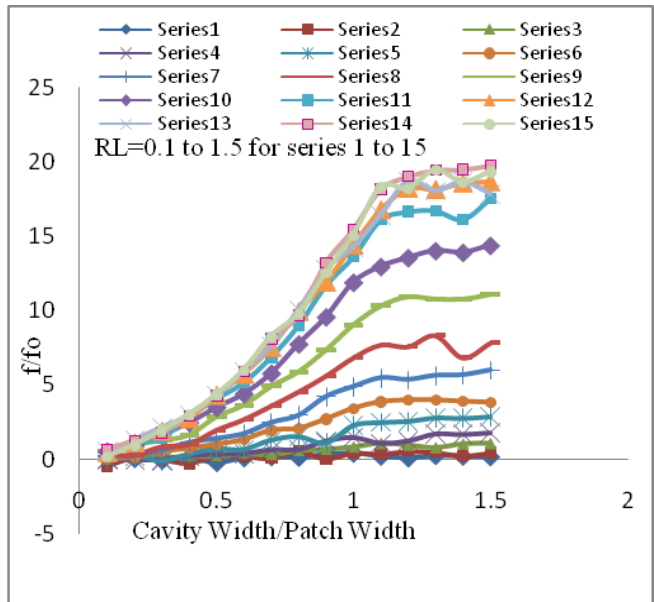 Series1 Series2 Series3
Series4 Series5 Series6
Series7 Series8 Series9
Series10 Series11 Series12
Series13 Series14 Series15
RL=0.1 to 1.5 for series 1 to 15
25
20
15
10
5
0
-5
f/fo
0 0.5 1 1.5 2
Cavity Width/Patch Width